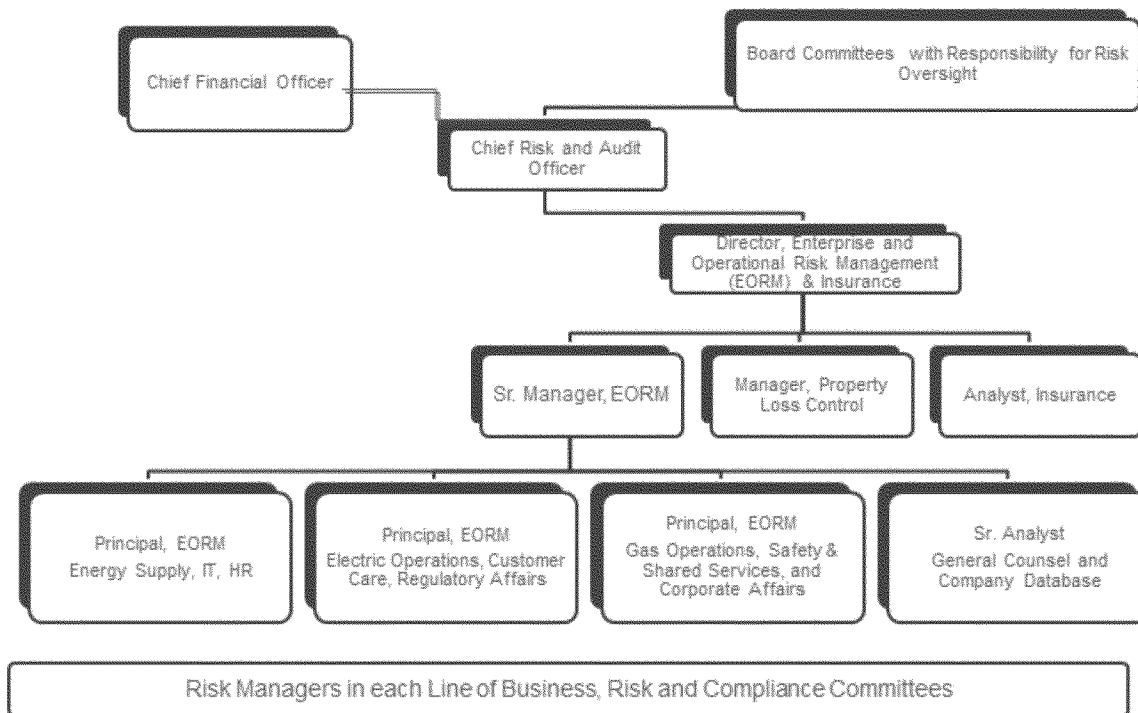 Chief Financial Officer
Board Committees with Responsibility for Risk
Oversight
Chief Risk and Audit
Officer
Director, Enterprise and
Operational Risk Management
(EORM) & Insurance
Sr. Manager, EORM
Manager, Property
Loss Control
Analyst, Insurance
Principal, EORM
Energy Supply, IT, HR
Principal, EORM
Electric Operations, Customer
Care, Regulatory Affairs
Principal, EORM
Gas Operations, Safety &
Shared Services, and
Corporate Affairs
Sr. Analyst
General Counsel and
Company Database
Risk Managers in each Line of Business, Risk and Compliance Committees